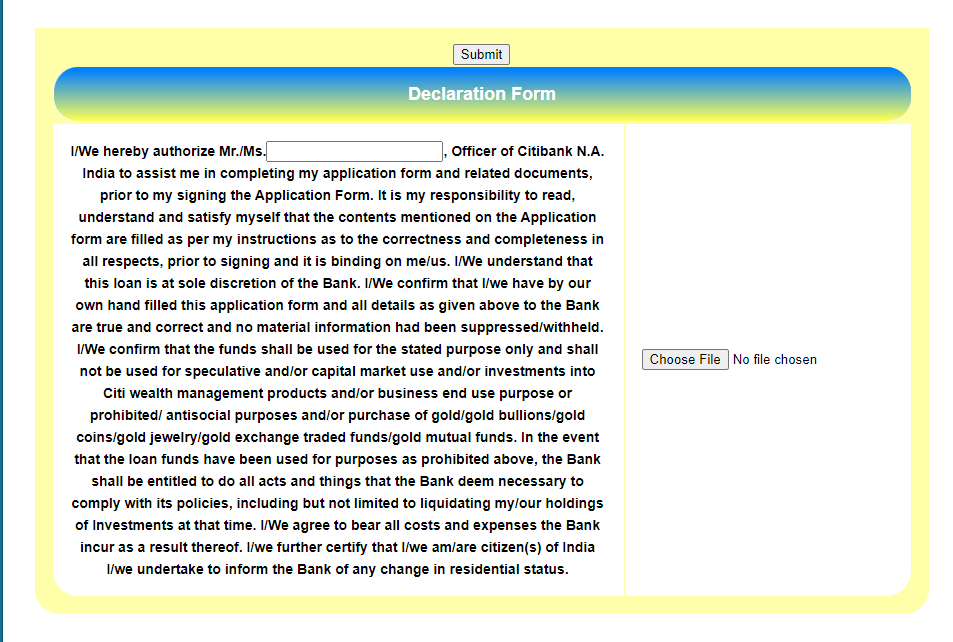 Submit
Declaration Form
I/We hereby authorize Mr./Ms. , Officer of Citibank N.A.
India to assist me in completing my application form and related documents,
prior to my signing the Application Form. It is my responsibility to read,
understand and satisfy myself that the contents mentioned on the Application
form are filled as per my instructions as to the correctness and completeness in
all respects, prior to signing and it is binding on me/us. I/We understand that
this loan is at sole discretion of the Bank. I/We confirm that I/we have by our
own hand filled this application form and all details as given above to the Bank
are true and correct and no material information had been suppressed/withheld.
I/We confirm that the funds shall be used for the stated purpose only and shall
not be used for speculative and/or capital market use and/or investments into
Citi wealth management products and/or business end use purpose or
prohibited/ antisocial purposes and/or purchase of gold/gold bullions/gold
coins/gold jewelry/gold exchange traded funds/gold mutual funds. In the event
that the loan funds have been used for purposes as prohibited above, the Bank
shall be entitled to do all acts and things that the Bank deem necessary to
comply with its policies, including but not limited to liquidating my/our holdings
of Investments at that time. I/We agree to bear all costs and expenses the Bank
incur as a result thereof. I/we further certify that I/we am/are citizen(s) of India
I/we undertake to inform the Bank of any change in residential status.
Choose File No file chosen